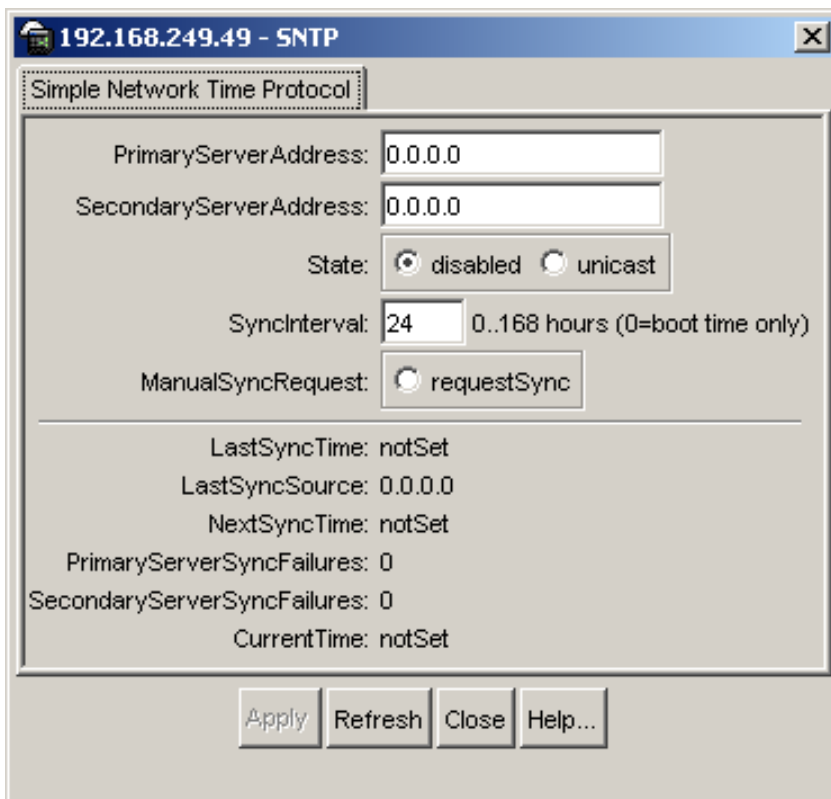 192.168.249.49 - SNTP
Simple Network Time Protocol
PrimaryServerAddress: 0.0.0.0
SecondaryServerAddress: 0.0.0.0
State: disabled unicast
SyncInterval: 24 0..168 hours (0=boot time only)
ManualSyncRequest: requestSync
LastSyncTime: notSet
LastSyncSource: 0.0.0.0
NextSyncTime: notSet
PrimaryServerSyncFailures: 0
SecondaryServerSyncFailures: 0
CurrentTime: notSet
Apply Refresh Close Help...